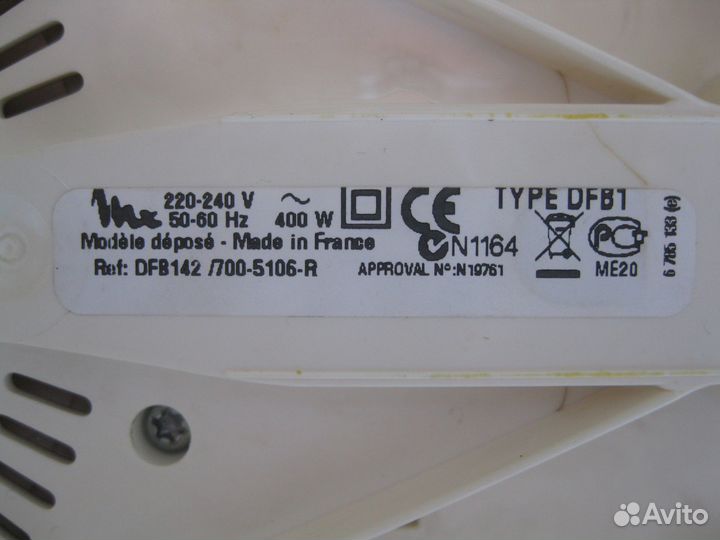 220-240 V ~
50-60 Hz 400 W
Modèle déposé - Made in France
Ref: DFB142 /700-5106-R
CE
TYPE DFB1
N1164
APPROVAL Nº:N19761
ME20
6 785 133 (e)
Avito